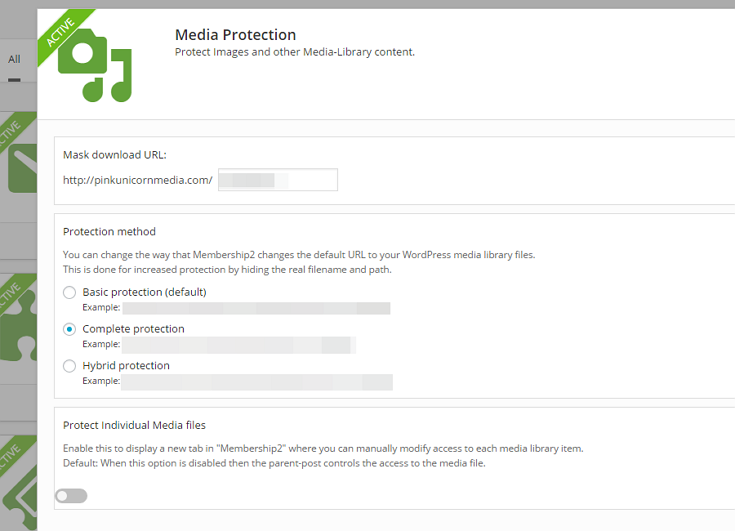 ACTIVE
Media Protection
Protect Images and other Media-Library content.
All
ACTIVE
Mask download URL:
http://pinkunicornmedia.com/
Protection method
You can change the way that Membership2 changes the default URL to your WordPress media library files.
This is done for increased protection by hiding the real filename and path.
Basic protection (default)
Example:
ACTIVE
Complete protection
Example:
Hybrid protection
Example:
Protect Individual Media files
Enable this to display a new tab in "Membership2" where you can manually modify access to each media library item.
Default: When this option is disabled then the parent-post controls the access to the media file.
ACTIVE